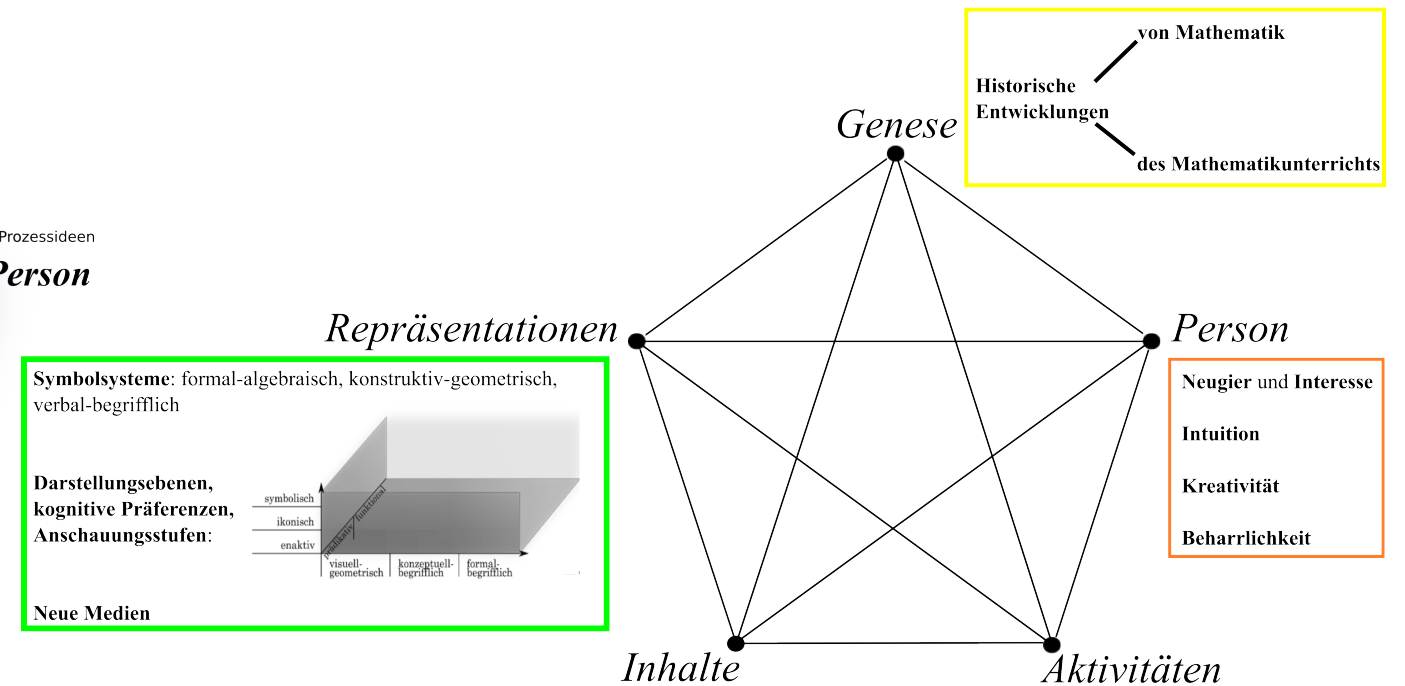 von Mathematik
Historische
Entwicklungen
des Mathematikunterrichts
Genese
Prozessideen
Person
Repräsentationen
Person
Symbolsysteme: formal-algebraisch, konstruktiv-geometrisch,
verbal-begrifflich
Darstellungsebenen,
kognitive Präferenzen,
Anschauungsstufen:
symbolisch
ikonisch
enaktiv
prädikativ
funktional
visuell-
geometrisch
konzeptuell-
begrifflich
formal-
begrifflich
Neue Medien
Neugier und Interesse
Intuition
Kreativität
Beharrlichkeit
Inhalte
Aktivitäten